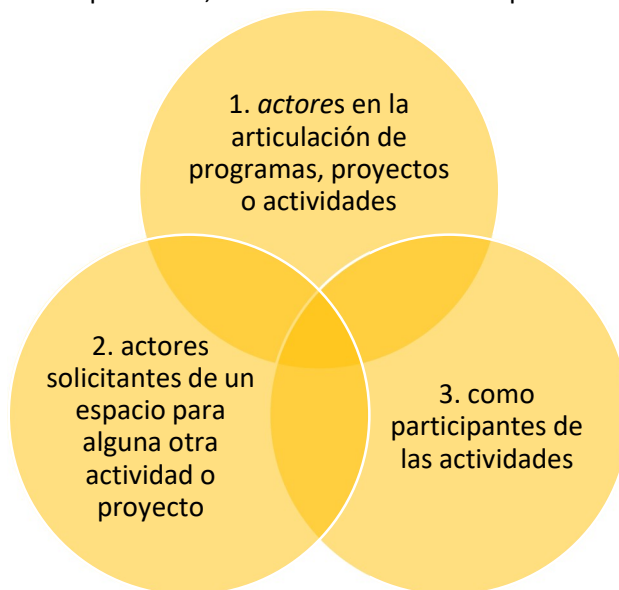 1. actores en la
articulación de
programas, proyectos
o actividades
2. actores
solicitantes de un
espacio para
alguna otra
actividad o
proyecto
3. como
participantes de
las actividades